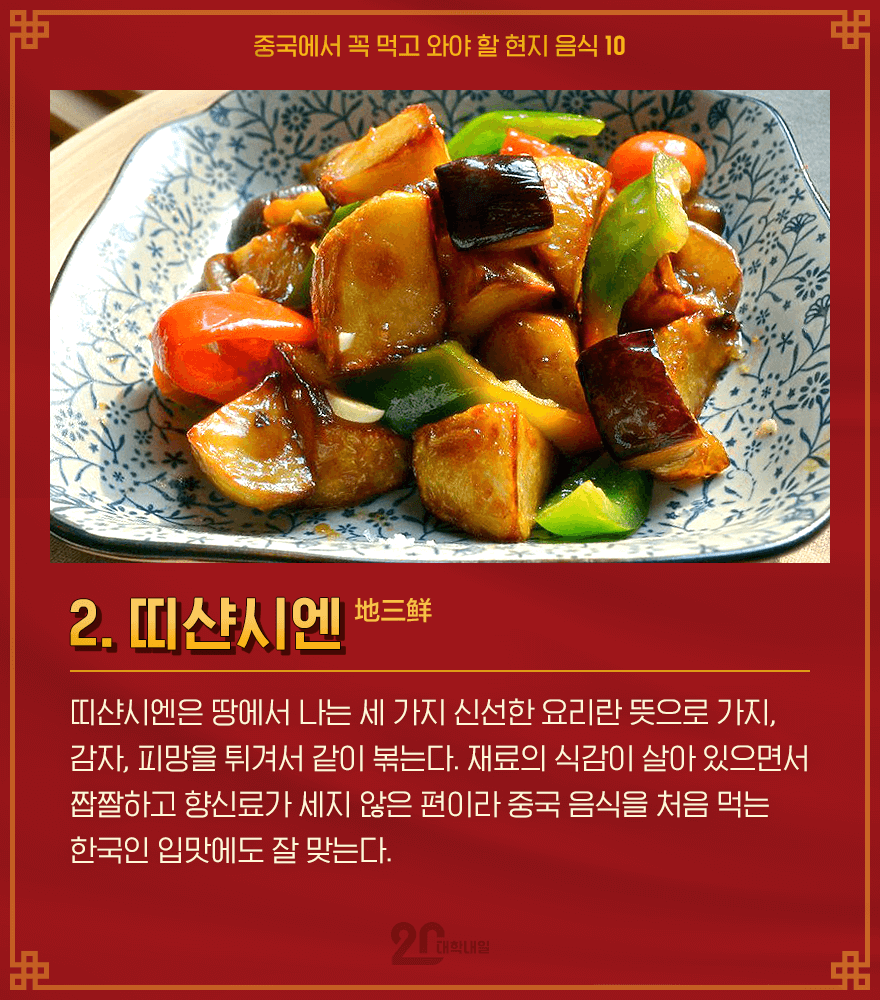 중국에서 꼭 먹고 와야 할 현지 음식 10
2. 띠샨시엔 地三鲜
띠샨시엔은 땅에서 나는 세 가지 신선한 요리란 뜻으로 가지,
감자, 피망을 튀겨서 같이 볶는다. 재료의 식감이 살아 있으면서
짭짤하고 향신료가 세지 않은 편이라 중국 음식을 처음 먹는
한국인 입맛에도 잘 맞는다.
20 대학내일